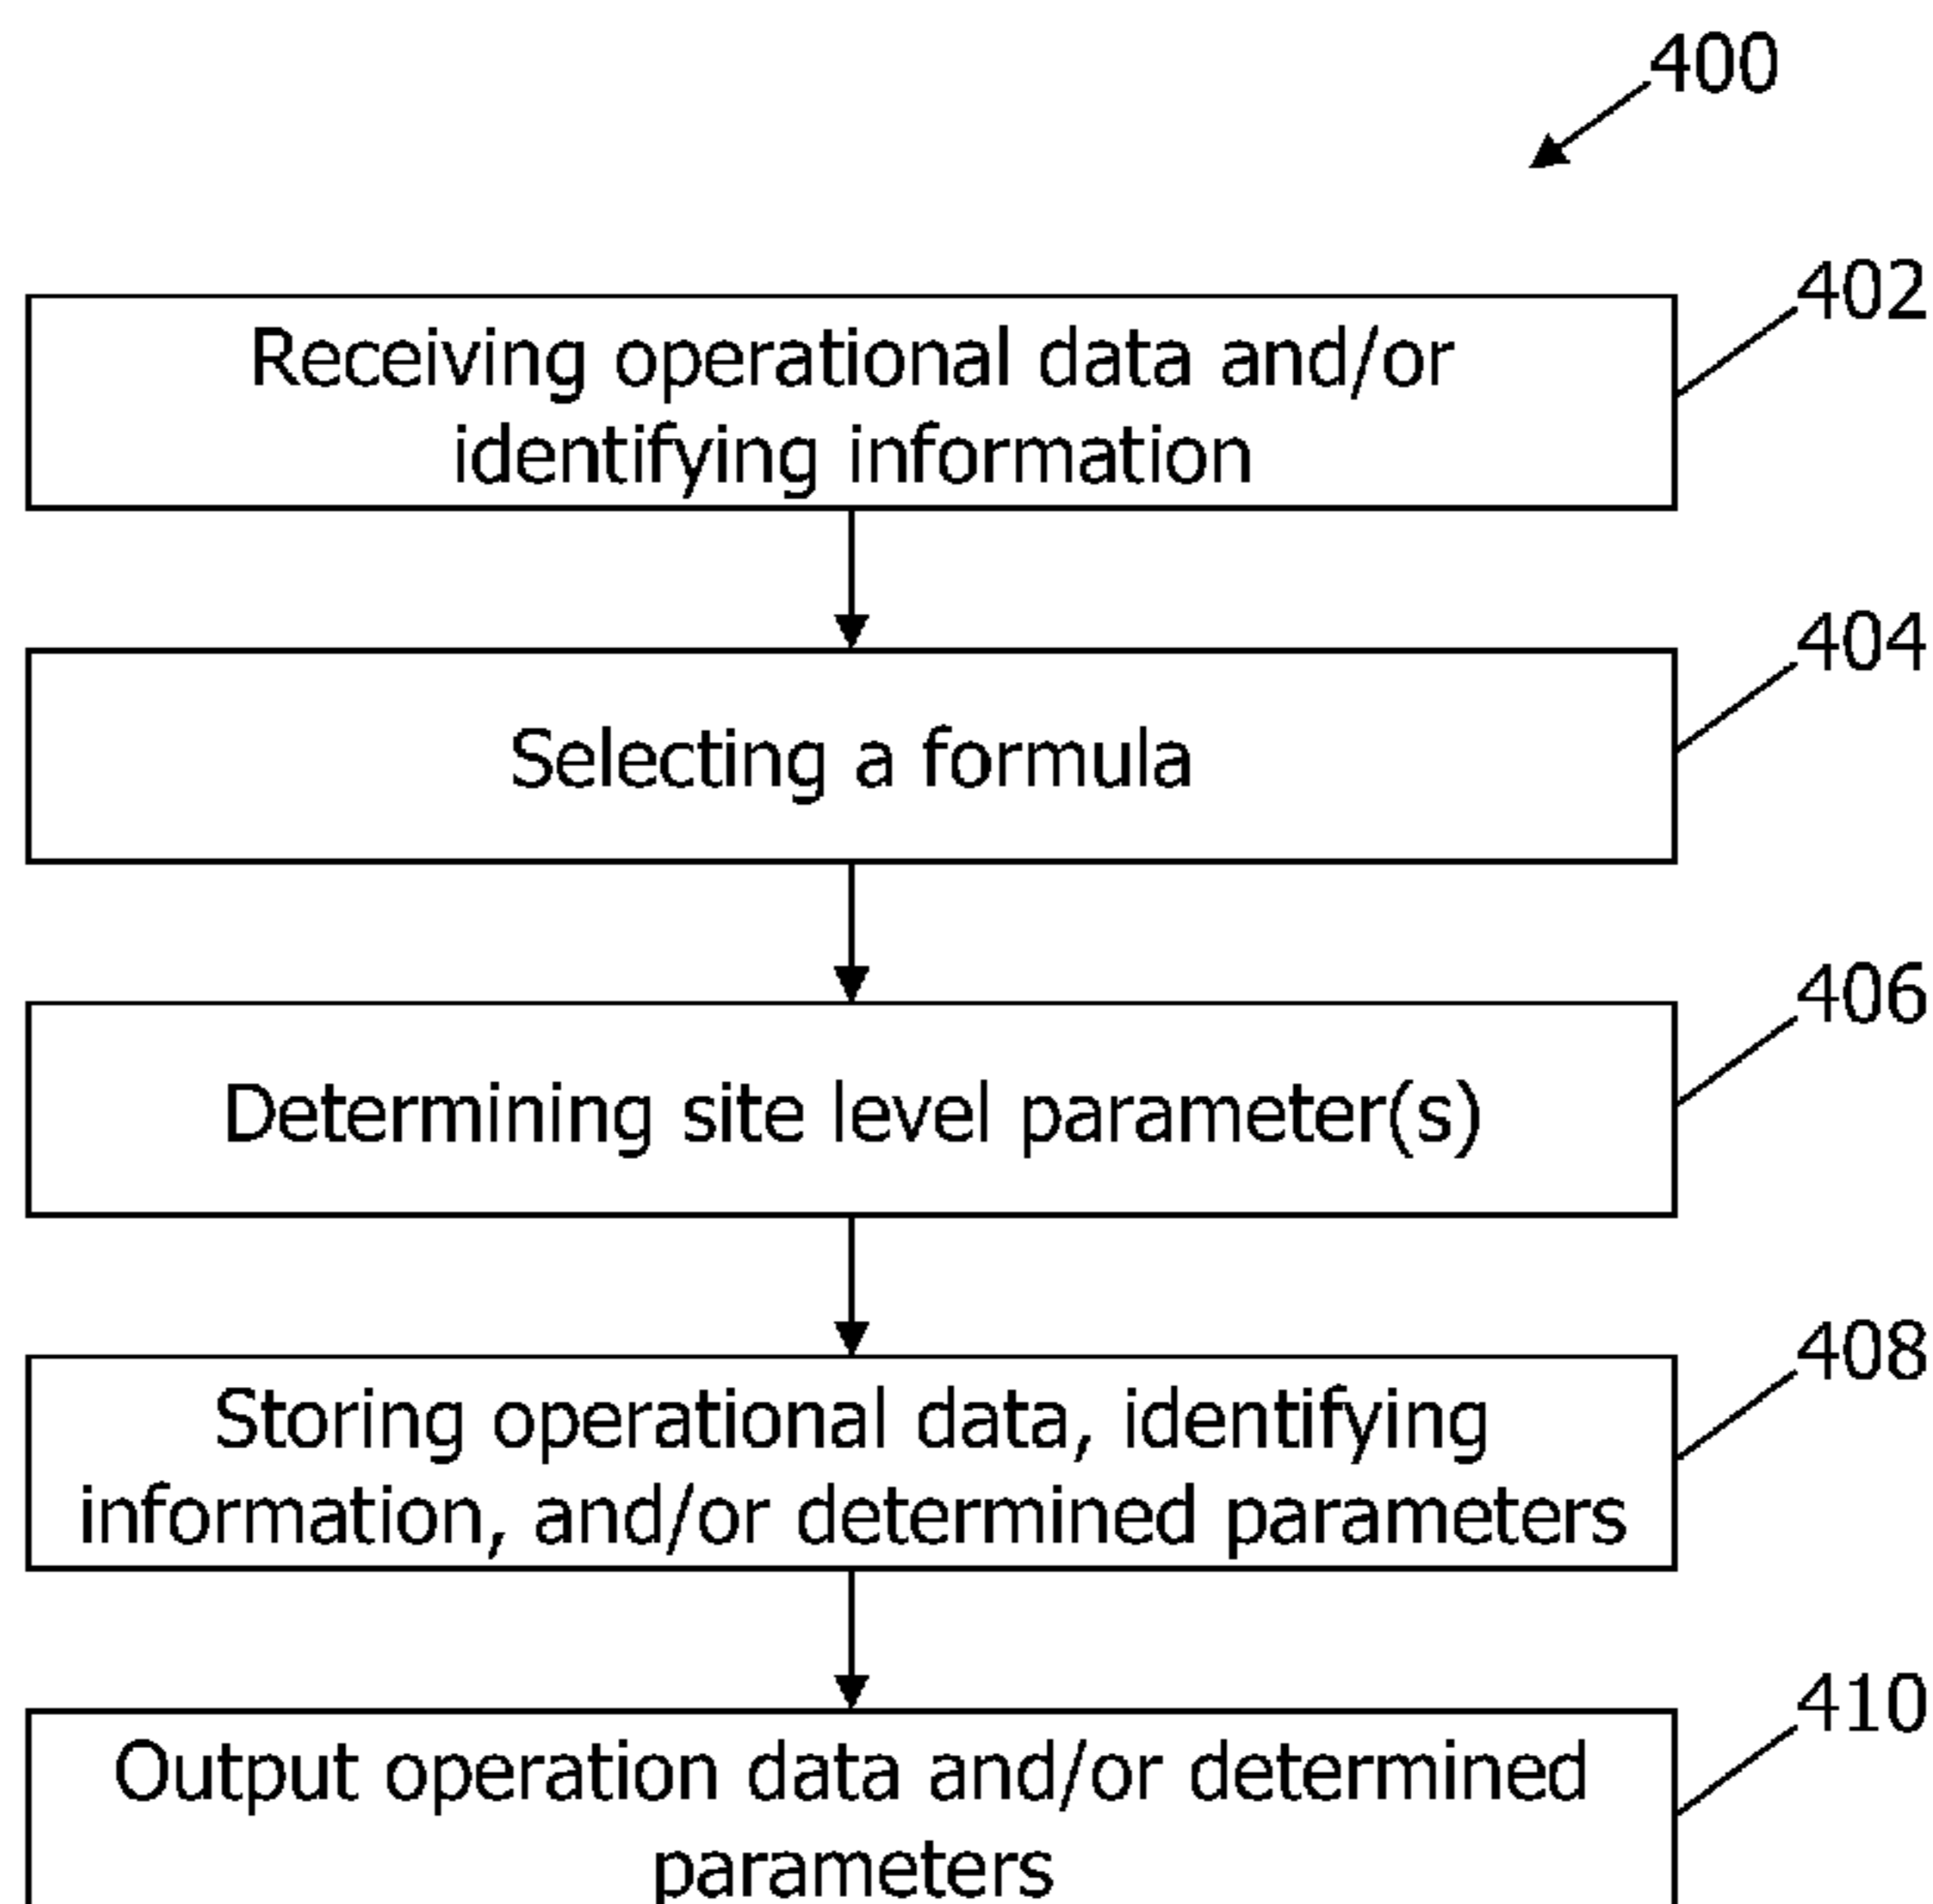 400
402
Receiving operational data and/or
identifying information
404
Selecting a formula
406
Determining site level parameter(s)
408
Storing operational data, identifying
information, and/or determined parameters
410
Output operation data and/or determined
parameters